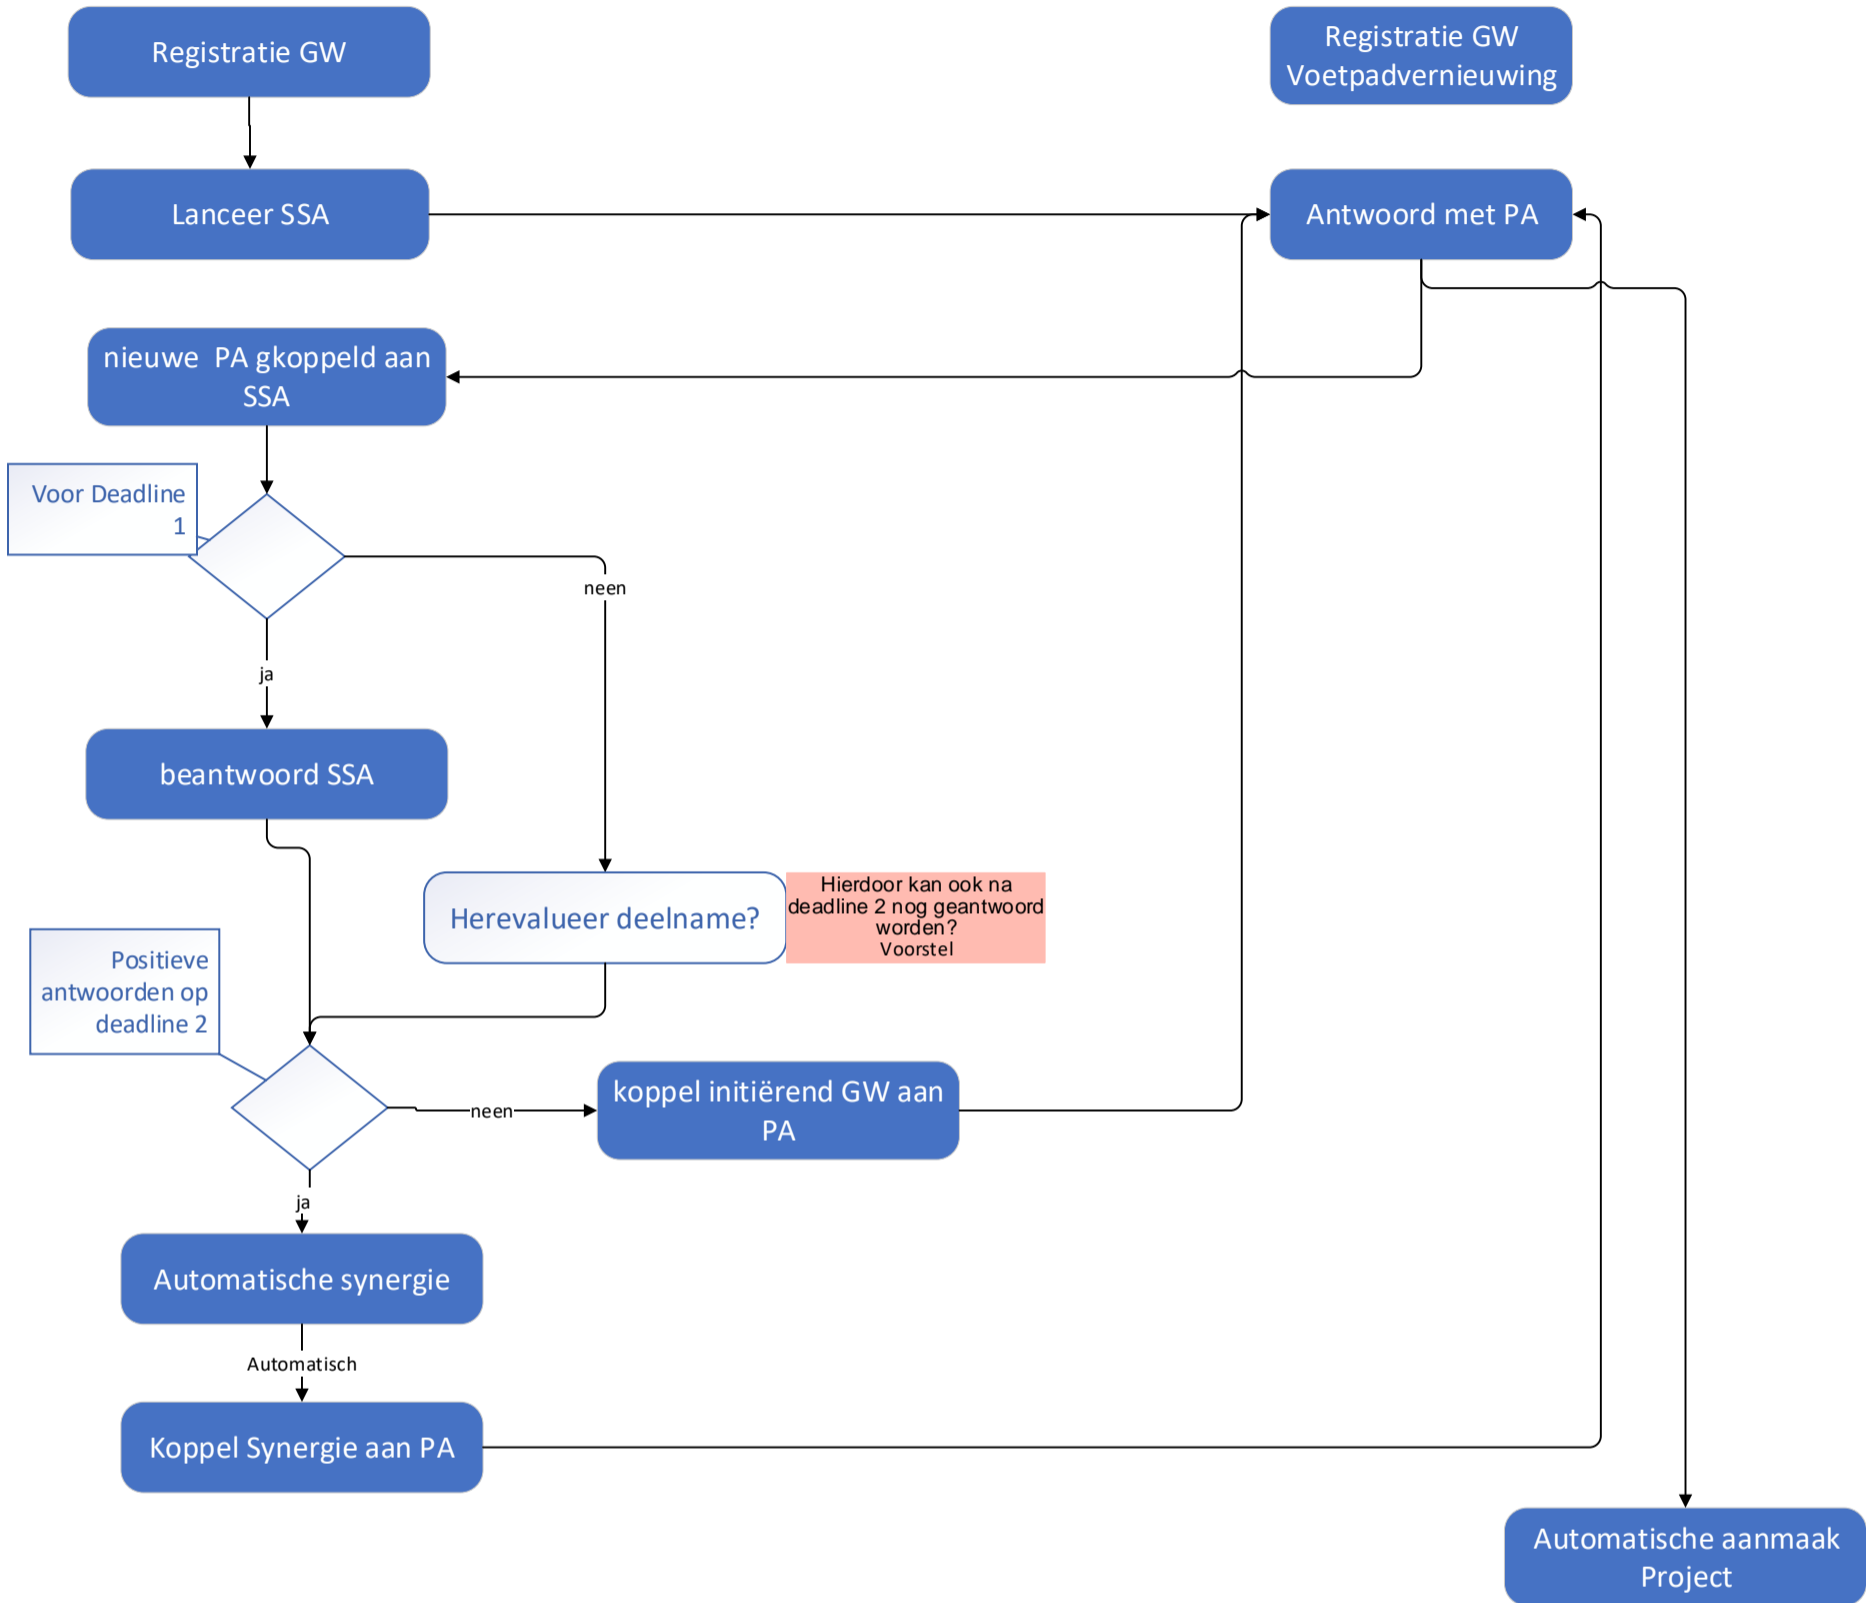 Registratie GW
Registratie GW
Voetpadvernieuwing
Lanceer SSA
Antwoord met PA
nieuwe  PA gkoppeld aan
SSA
Voor Deadline
1
neen
ja
beantwoord SSA
Herevalueer deelname?
Hierdoor kan ook na
deadline 2 nog geantwoord
worden?
Voorstel
Positieve
antwoorden op
deadline 2
neen
koppel initiërend GW aan
PA
ja
Automatische synergie
Automatisch
Koppel Synergie aan PA
Automatische aanmaak
Project